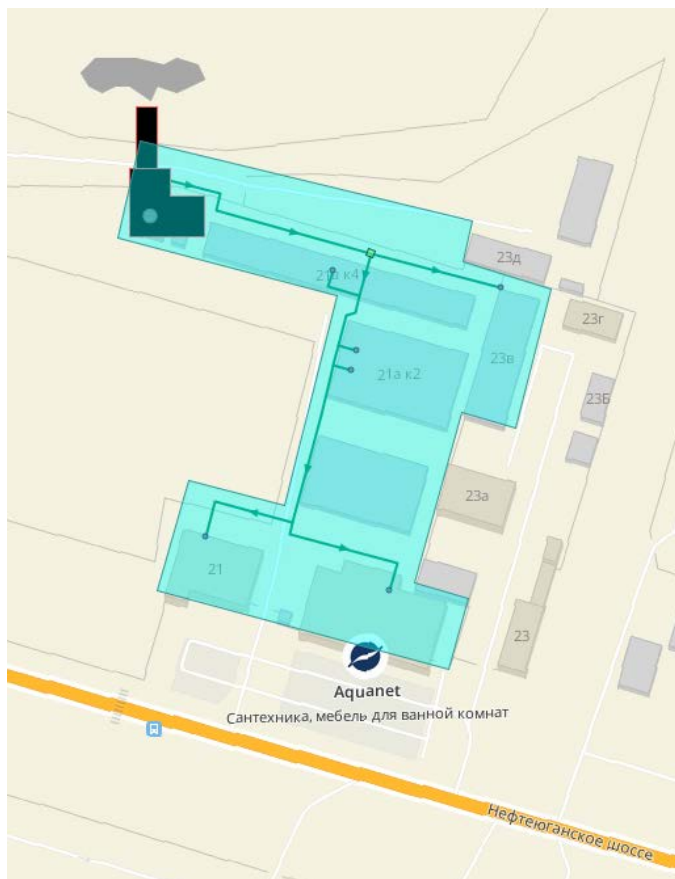 23д
21а к4
23г
23в
21а к2
23Б
23а
21
23
Aquanet
Сантехника, мебель для ванной комнат
Нефтеюганское шоссе